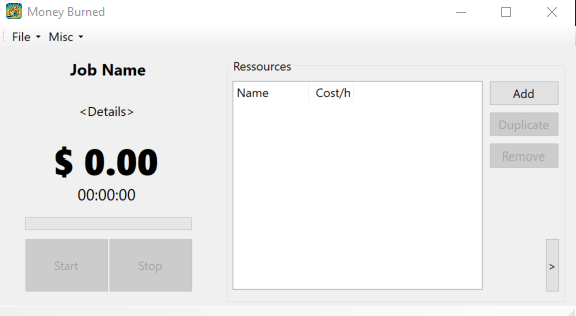 Money Burned
File Misc
Job Name
<Details>
$ 0.00
00:00:00
Start Stop
Ressources
Name Cost/h
Add
Duplicate
Remove
>